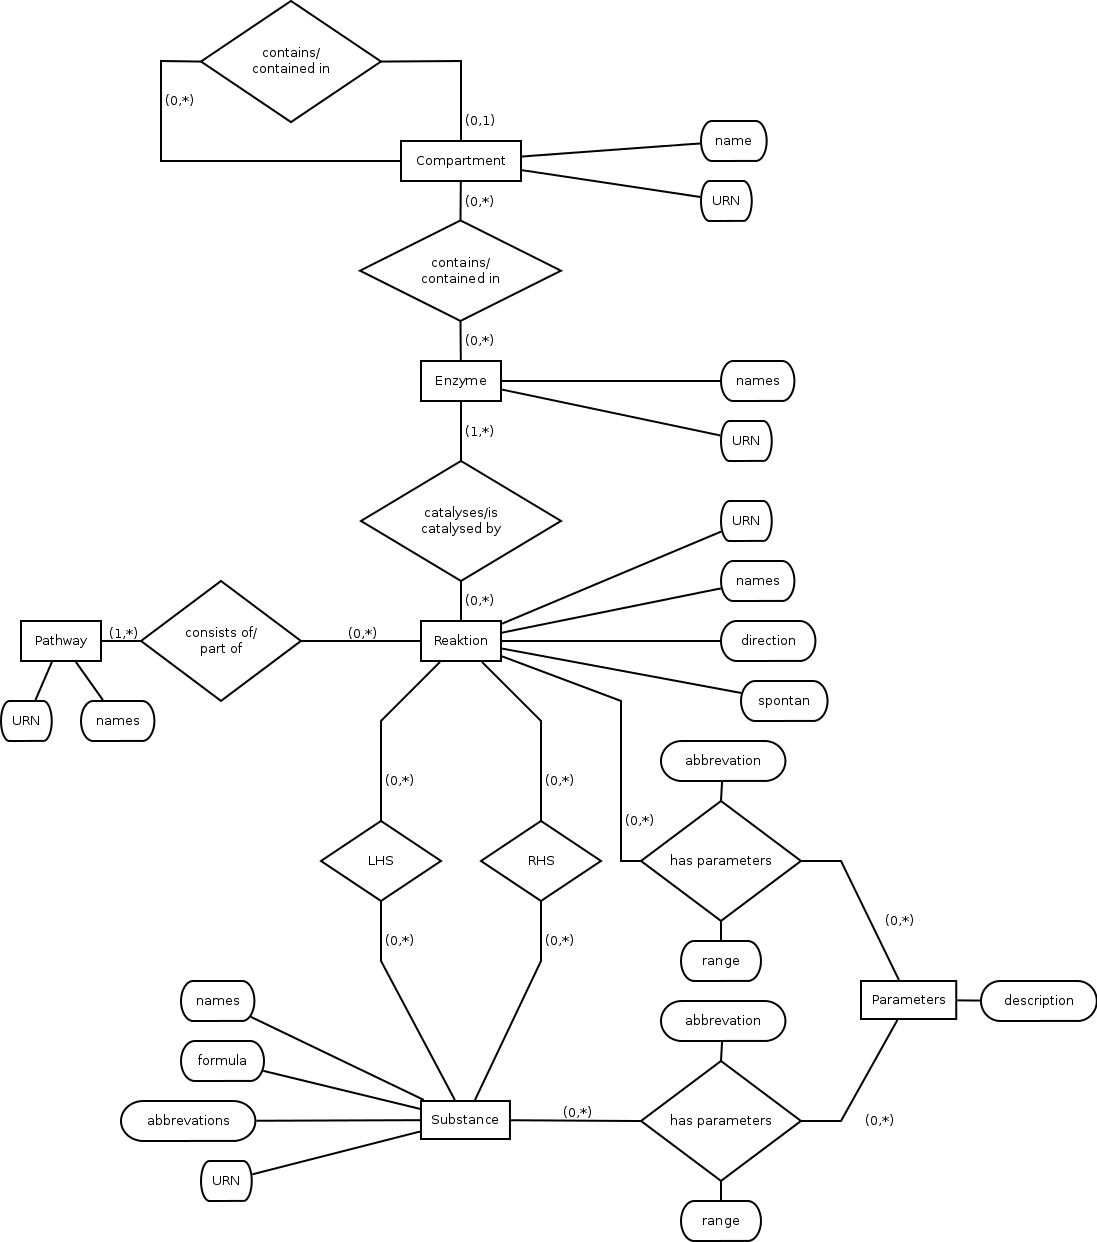 contains/
contained in
(0,*)
(0,1)
Compartment
name
URN
(0,*)
contains/
contained in
(0,*)
Enzyme
names
URN
(1,*)
catalyses/is
catalysed by
URN
names
(0,*)
Pathway
(1,*)
consists of/
part of
(0,*)
Reaktion
direction
spontan
URN
names
abbrevation
(0,*)
(0,*)
(0,*)
LHS
RHS
has parameters
(0,*)
(0,*)
(0,*)
range
names
Parameters
description
abbrevation
formula
abbrevations
Substance
(0,*)
has parameters
(0,*)
URN
range